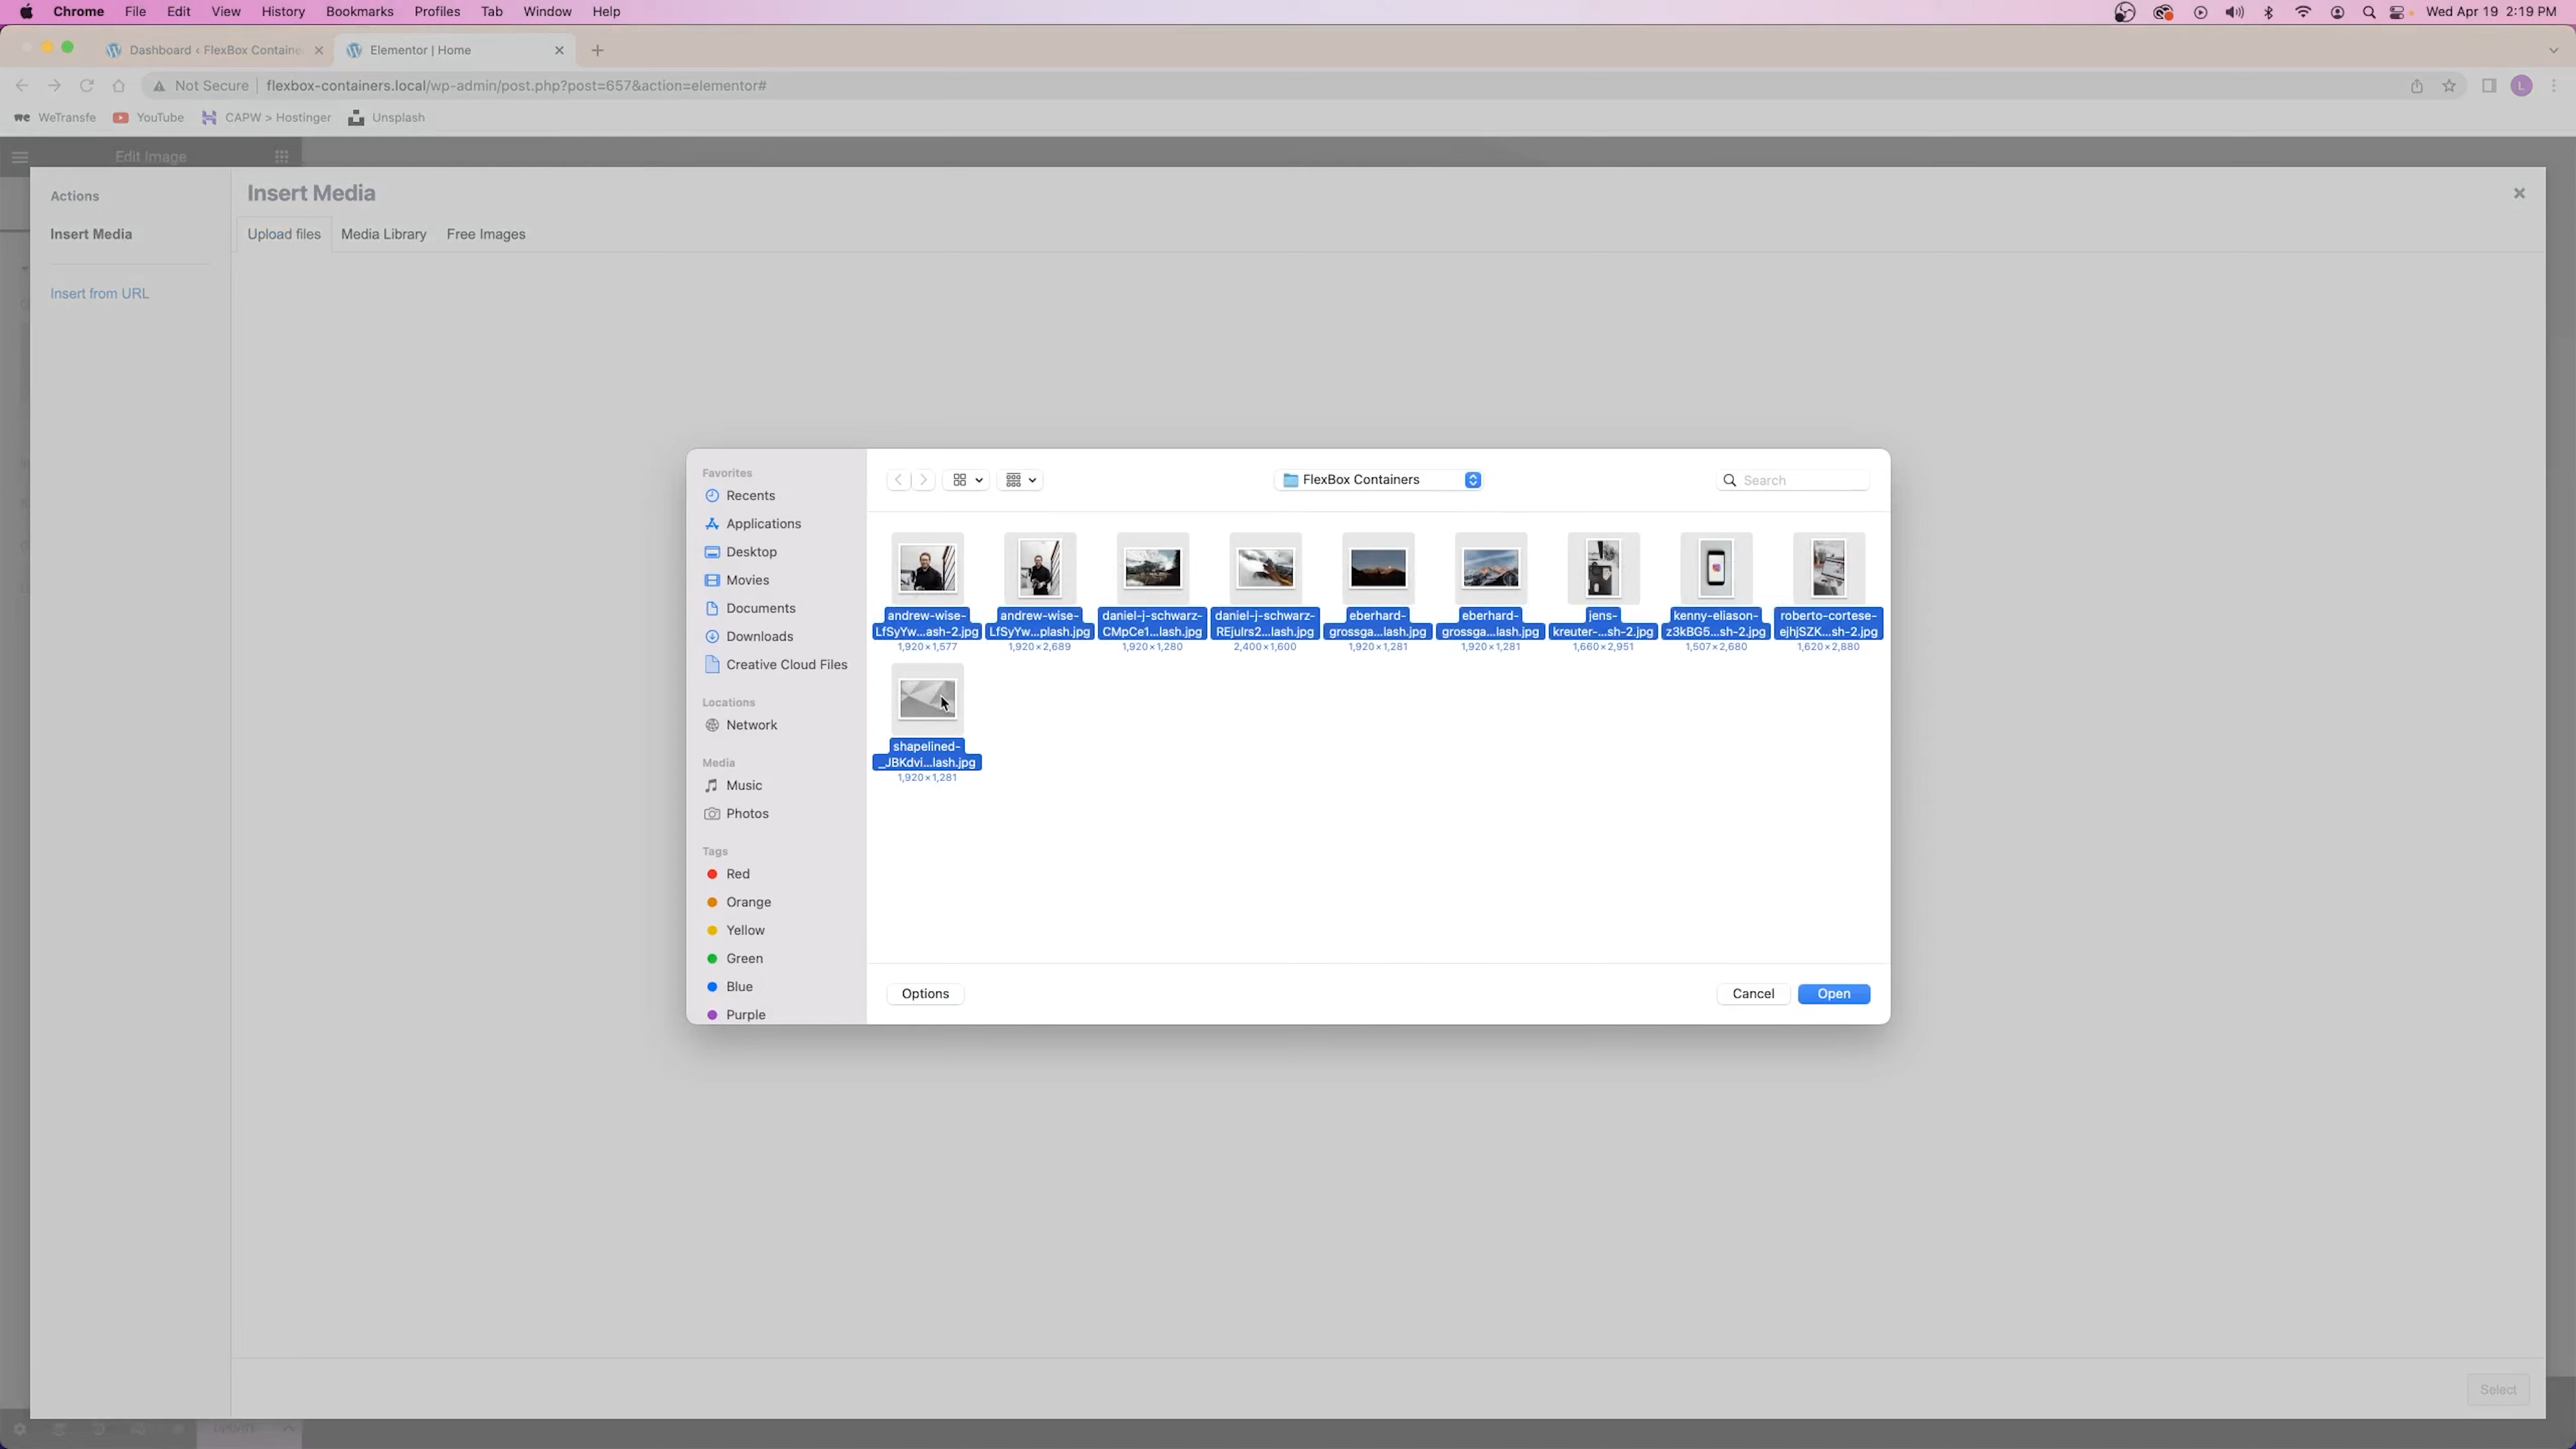 Chrome File Edit View History Bookmarks Profiles Tab Window Help
Wed Apr 19 2:19 PM
Dashboard ‹ FlexBox Containe
Elementor | Home
Not Secure
flexbox-containers.local/wp-admin/post.php?post=657&action=elementor#
L
WeTransfe
YouTube
CAPW > Hostinger
Unsplash
Edit Image
Actions
Insert Media
Insert from URL
Insert Media
Upload files
Media Library
Free Images
Favorites
Recents
Applications
Desktop
Movies
Documents
Downloads
Creative Cloud Files
Locations
Network
Media
Music
Photos
Tags
Red
Orange
Yellow
Green
Blue
Purple
FlexBox Containers
Search
andrew-wise-
LfSyYw...ash-2.jpg
1,920×1,577
andrew-wise-
LfSyYw...plash.jpg
1,920×2,689
daniel-j-schwarz-
CMpCe1...lash.jpg
1,920×1,280
daniel-j-schwarz-
REjuIrs2...lash.jpg
2,400×1,600
eberhard-
grossga...lash.jpg
1,920×1,281
eberhard-
grossga...lash.jpg
1,920×1,281
jens-
kreuter-...sh-2.jpg
1,660×2,951
kenny-eliason-
z3kBG5...sh-2.jpg
1,507×2,680
roberto-cortese-
ejhjSZK...sh-2.jpg
1,620×2,880
shapelined-
_JBKdvi...lash.jpg
1,920×1,281
Options
Cancel
Open
Select